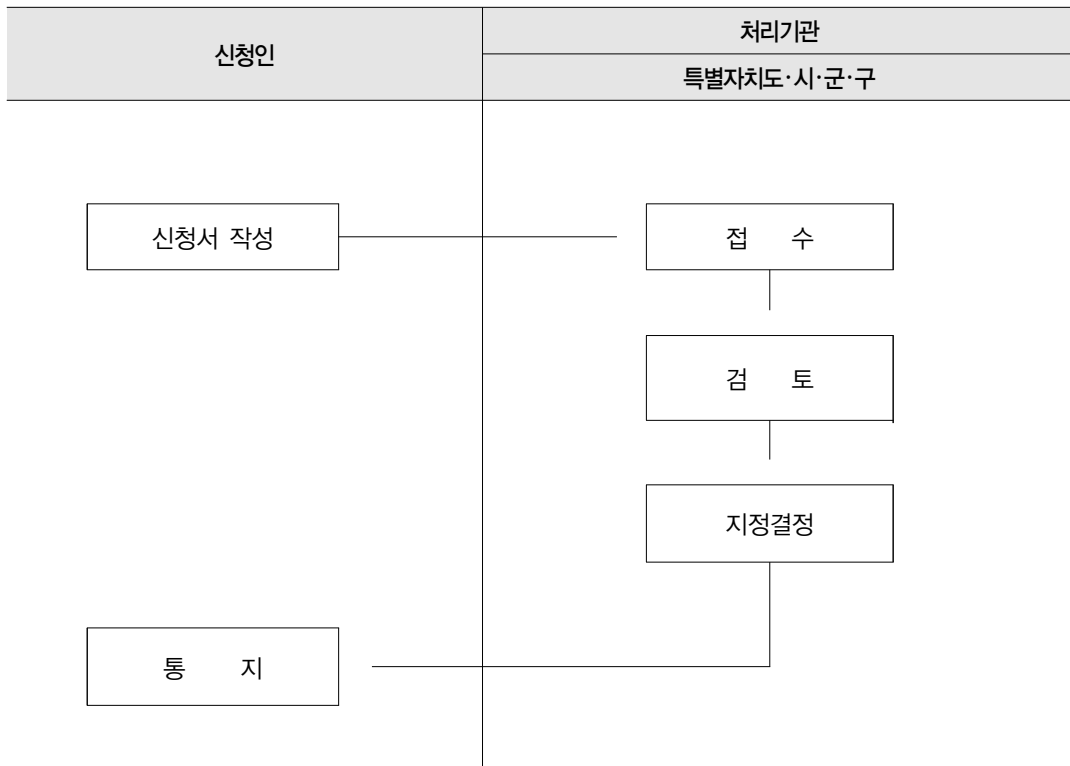 신청인
처리기관
특별자치도·시·군·구
신청서 작성
접 수
검 토
지정결정
통 지